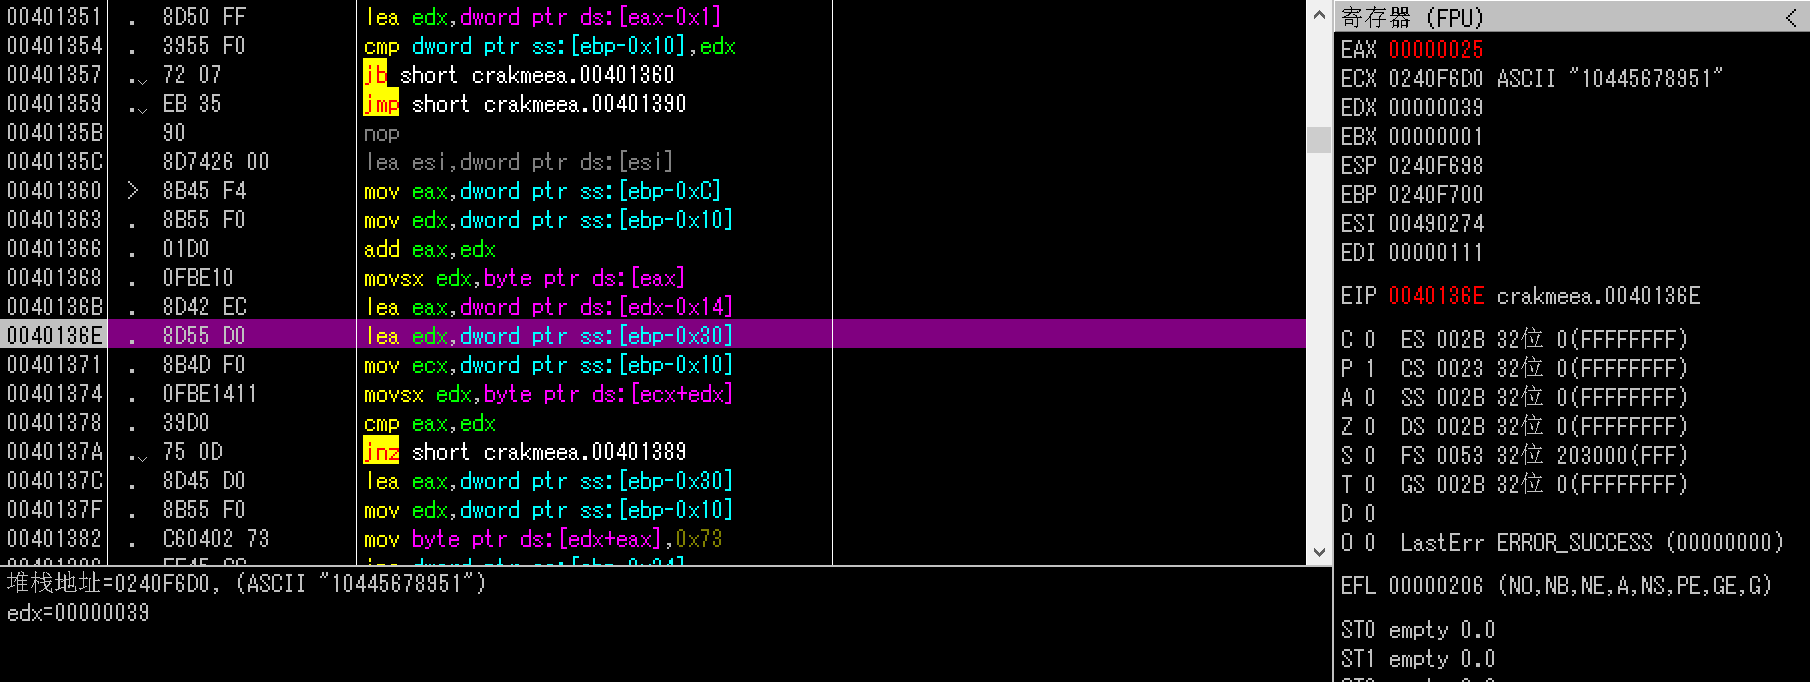 00401351 . 8D50 FF lea edx,dword ptr ds:[eax-0x1]
00401354 . 3955 F0 cmp dword ptr ss:[ebp-0x10],edx
00401357 .⌄ 72 07 jb short crakmeea.00401360
00401359 .⌄ EB 35 jmp short crakmeea.00401390
0040135B 90 nop
0040135C 8D7426 00 lea esi,dword ptr ds:[esi]
00401360 > 8B45 F4 mov eax,dword ptr ss:[ebp-0xC]
00401363 . 8B55 F0 mov edx,dword ptr ss:[ebp-0x10]
00401366 . 01D0 add eax,edx
00401368 . 0FBE10 movsx edx,byte ptr ds:[eax]
0040136B . 8D42 EC lea eax,dword ptr ds:[edx-0x14]
0040136E . 8D55 D0 lea edx,dword ptr ss:[ebp-0x30]
00401371 . 8B4D F0 mov ecx,dword ptr ss:[ebp-0x10]
00401374 . 0FBE1411 movsx edx,byte ptr ds:[ecx+edx]
00401378 . 39D0 cmp eax,edx
0040137A .⌄ 75 0D jnz short crakmeea.00401389
0040137C . 8D45 D0 lea eax,dword ptr ss:[ebp-0x30]
0040137F . 8B55 F0 mov edx,dword ptr ss:[ebp-0x10]
00401382 . C60402 73 mov byte ptr ds:[edx+eax],0x73
堆栈地址=0240F6D0, (ASCII "10445678951")
edx=00000039
寄存器 (FPU) <
EAX 00000025
ECX 0240F6D0 ASCII "10445678951"
EDX 00000039
EBX 00000001
ESP 0240F698
EBP 0240F700
ESI 00490274
EDI 00000111
EIP 0040136E crakmeea.0040136E
C 0 ES 002B 32位 0(FFFFFFFF)
P 1 CS 0023 32位 0(FFFFFFFF)
A 0 SS 002B 32位 0(FFFFFFFF)
Z 0 DS 002B 32位 0(FFFFFFFF)
S 0 FS 0053 32位 203000(FFF)
T 0 GS 002B 32位 0(FFFFFFFF)
D 0
O 0 LastErr ERROR_SUCCESS (00000000)
EFL 00000206 (NO,NB,NE,A,NS,PE,GE,G)
ST0 empty 0.0
ST1 empty 0.0